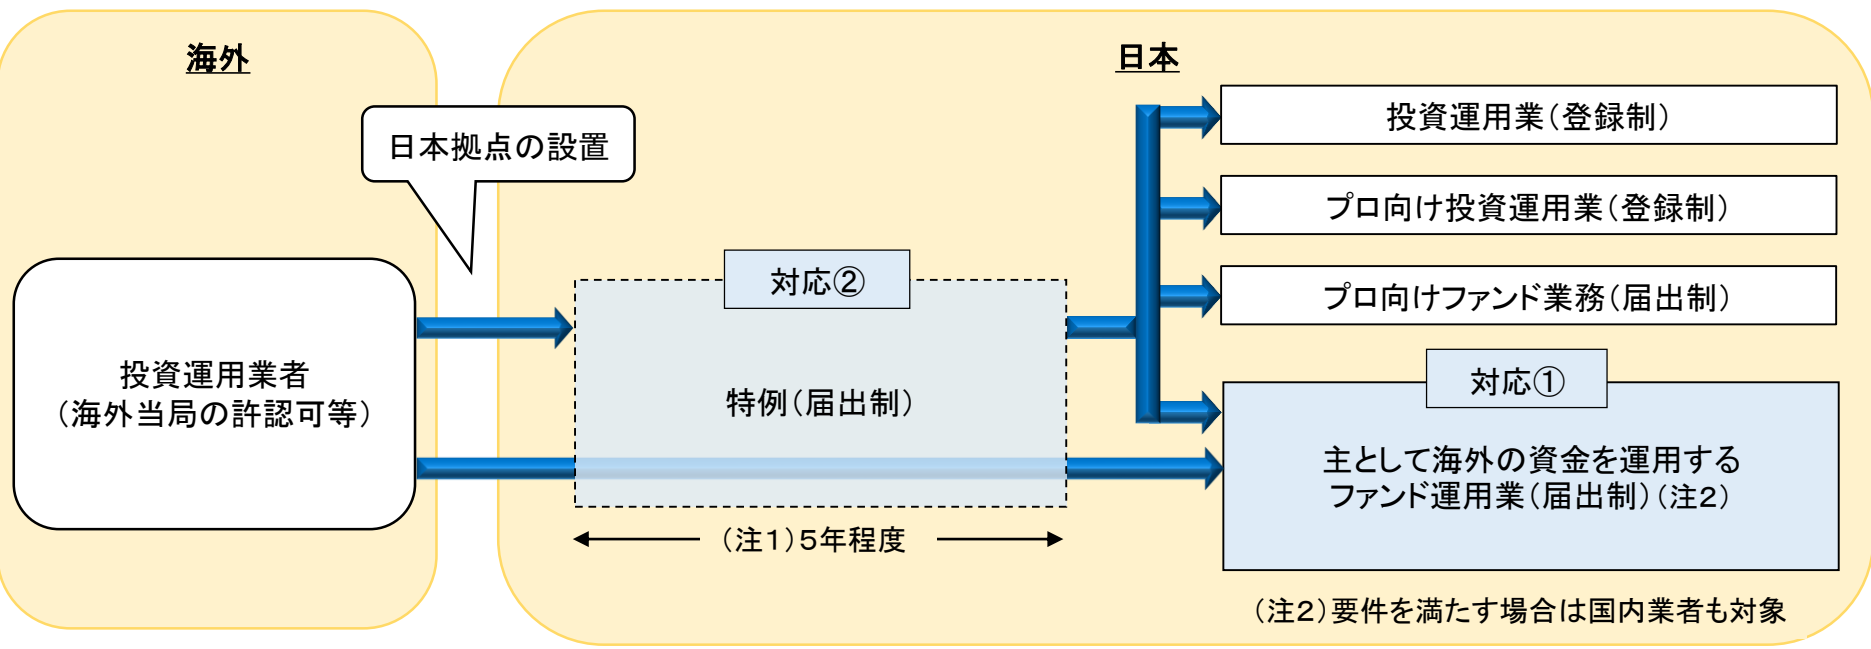 海外
日本
日本拠点の設置
投資運用業者
（海外当局の許認可等）
対応②
特例（届出制）
（注１）５年程度
投資運用業（登録制）
プロ向け投資運用業（登録制）
プロ向けファンド業務（届出制）
対応①
主として海外の資金を運用する
ファンド運用業（届出制）（注２）
（注２）要件を満たす場合は国内業者も対象